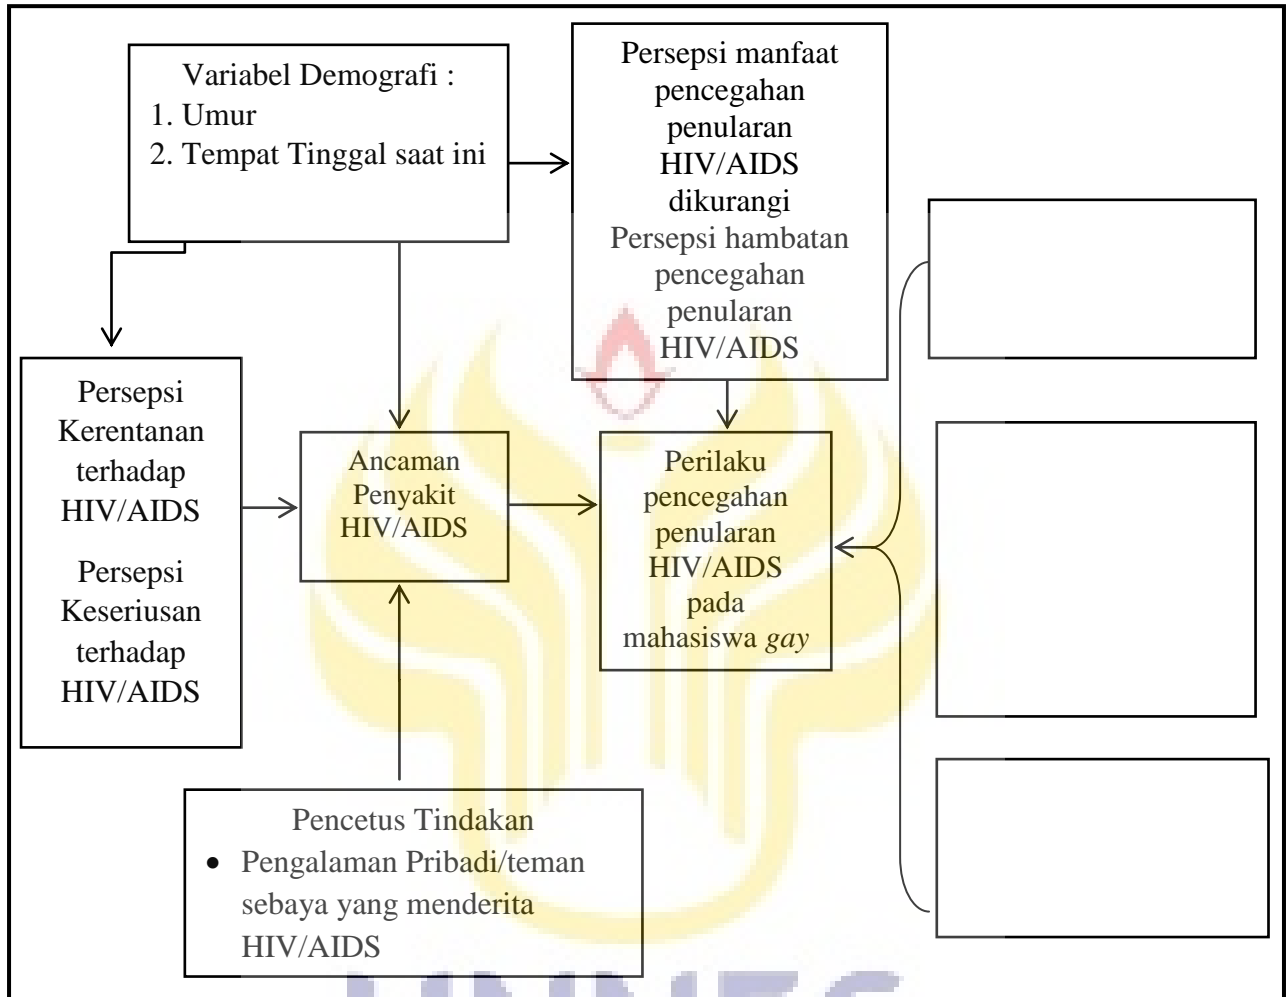 Variabel Demografi :
1. Umur
2. Tempat Tinggal saat ini
Persepsi manfaat
pencegahan
penularan
HIV/AIDS
dikurangi
Persepsi hambatan
pencegahan
penularan
HIV/AIDS
Persepsi
Kerentanan
terhadap
HIV/AIDS
Persepsi
Keseriusan
terhadap
HIV/AIDS
Ancaman
Penyakit
HIV/AIDS
Perilaku
pencegahan
penularan
HIV/AIDS
pada
mahasiswa gay
Pencetus Tindakan
• Pengalaman Pribadi/teman
sebaya yang menderita
HIV/AIDS